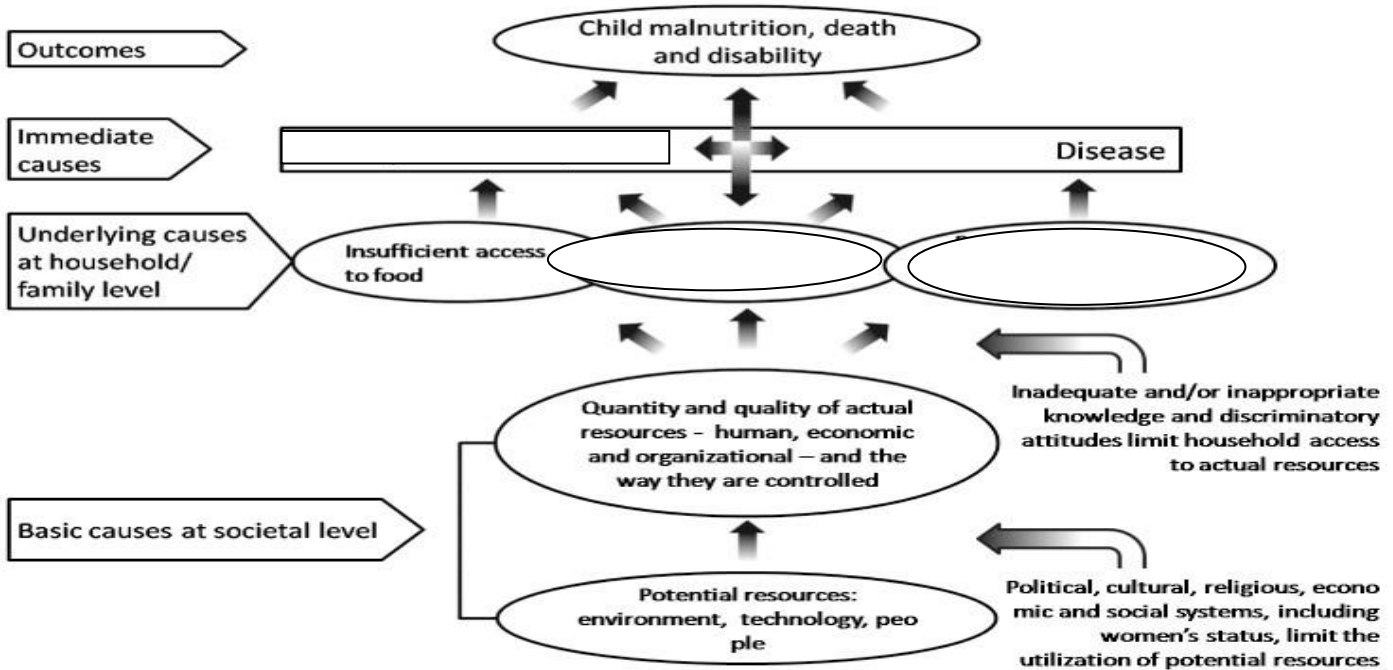 Outcomes
Child malnutrition, death
and disability
Immediate
causes
Disease
Underlying causes
at household/
family level
Insufficient access
to food
Inadequate and/or inappropriate
knowledge and discriminatory
attitudes limit household access
to actual resources
Quantity and quality of actual
resources - human, economic
and organizational – and the
way they are controlled
Basic causes at societal level
Potential resources:
environment, technology, peo
ple
Political, cultural, religious, econo
mic and social systems, including
women's status, limit the
utilization of potential resources